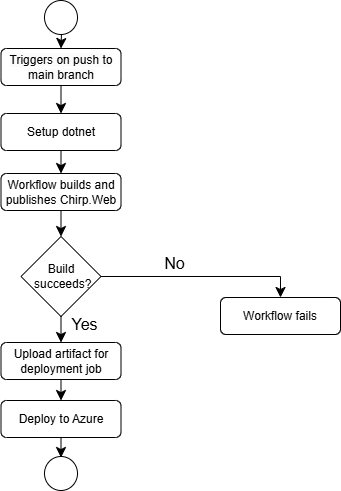 Triggers on push to
main branch
Setup dotnet
Workflow builds and
publishes Chirp.Web
Build
succeeds?
No
Workflow fails
Yes
Upload artifact for
deployment job
Deploy to Azure